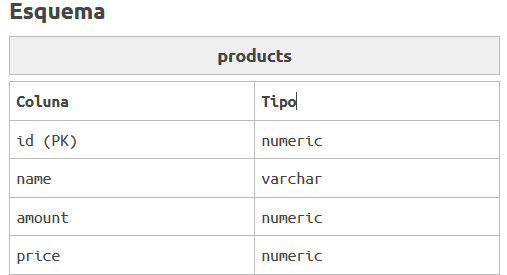 Esquema
products
Coluna Tipo
id (PK) numeric
name varchar
amount numeric
price numeric